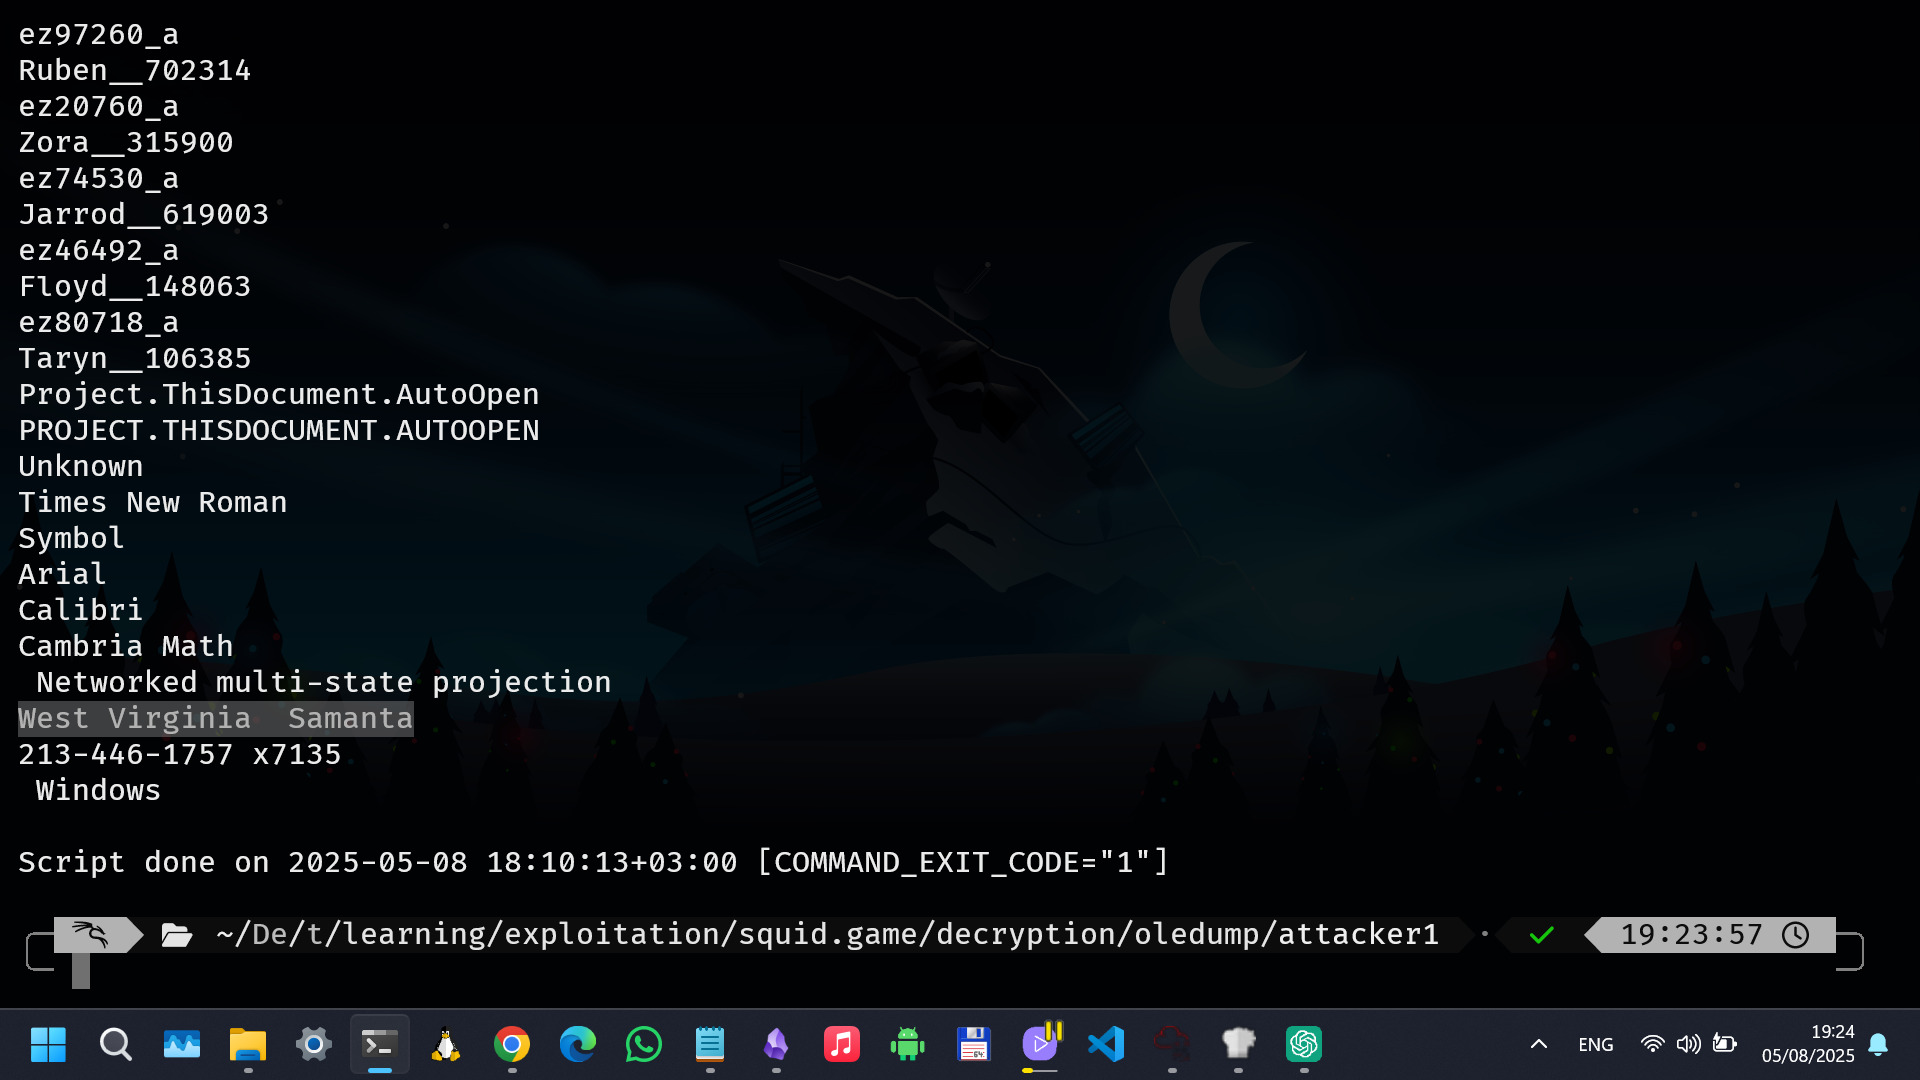 ez97260_a
Ruben__702314
ez20760_a
Zora__315900
ez74530_a
Jarrod__619003
ez46492_a
Floyd__148063
ez80718_a
Taryn__106385
Project.ThisDocument.AutoOpen
PROJECT.THISDOCUMENT.AUTOOPEN
Unknown
Times New Roman
Symbol
Arial
Calibri
Cambria Math
 Networked multi-state projection
West Virginia  Samanta
213-446-1757 x7135
 Windows
Script done on 2025-05-08 18:10:13+03:00 [COMMAND_EXIT_CODE="1"]
~/De/t/learning/exploitation/squid.game/decryption/oledump/attacker1 · ✓ 19:23:57
64
ENG
19:24
05/08/2025